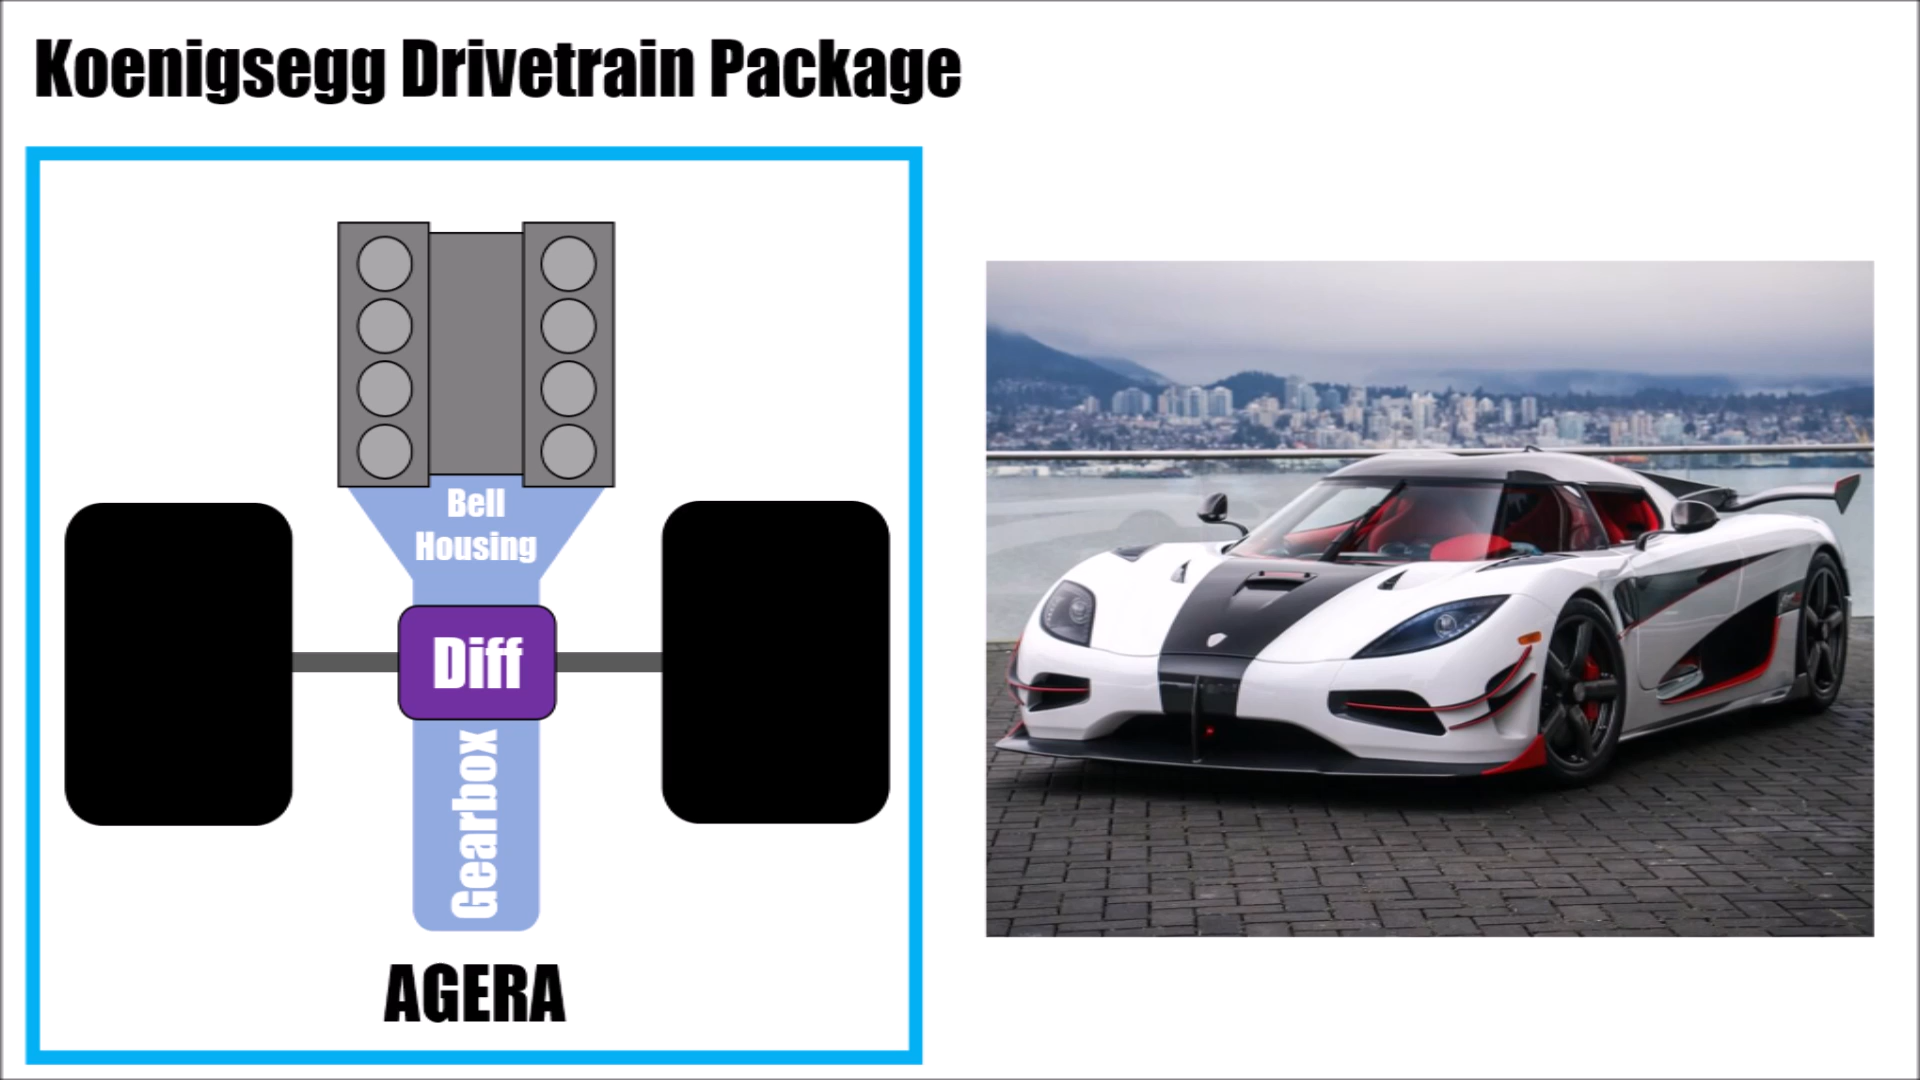 Koenigsegg Drivetrain Package
Bell
Housing
Diff
Gearbox
AGERA